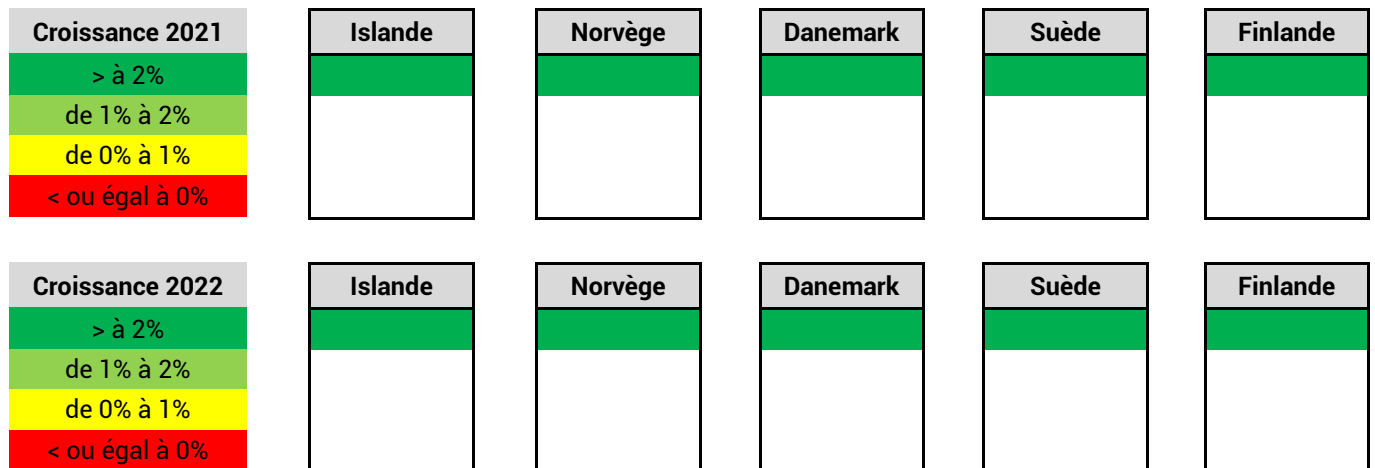 Croissance 2021 Islande Norvège Danemark Suède Finlande
> à 2%
de 1% à 2%
de 0% à 1%
< ou égal à 0%
Croissance 2022 Islande Norvège Danemark Suède Finlande
> à 2%
de 1% à 2%
de 0% à 1%
< ou égal à 0%